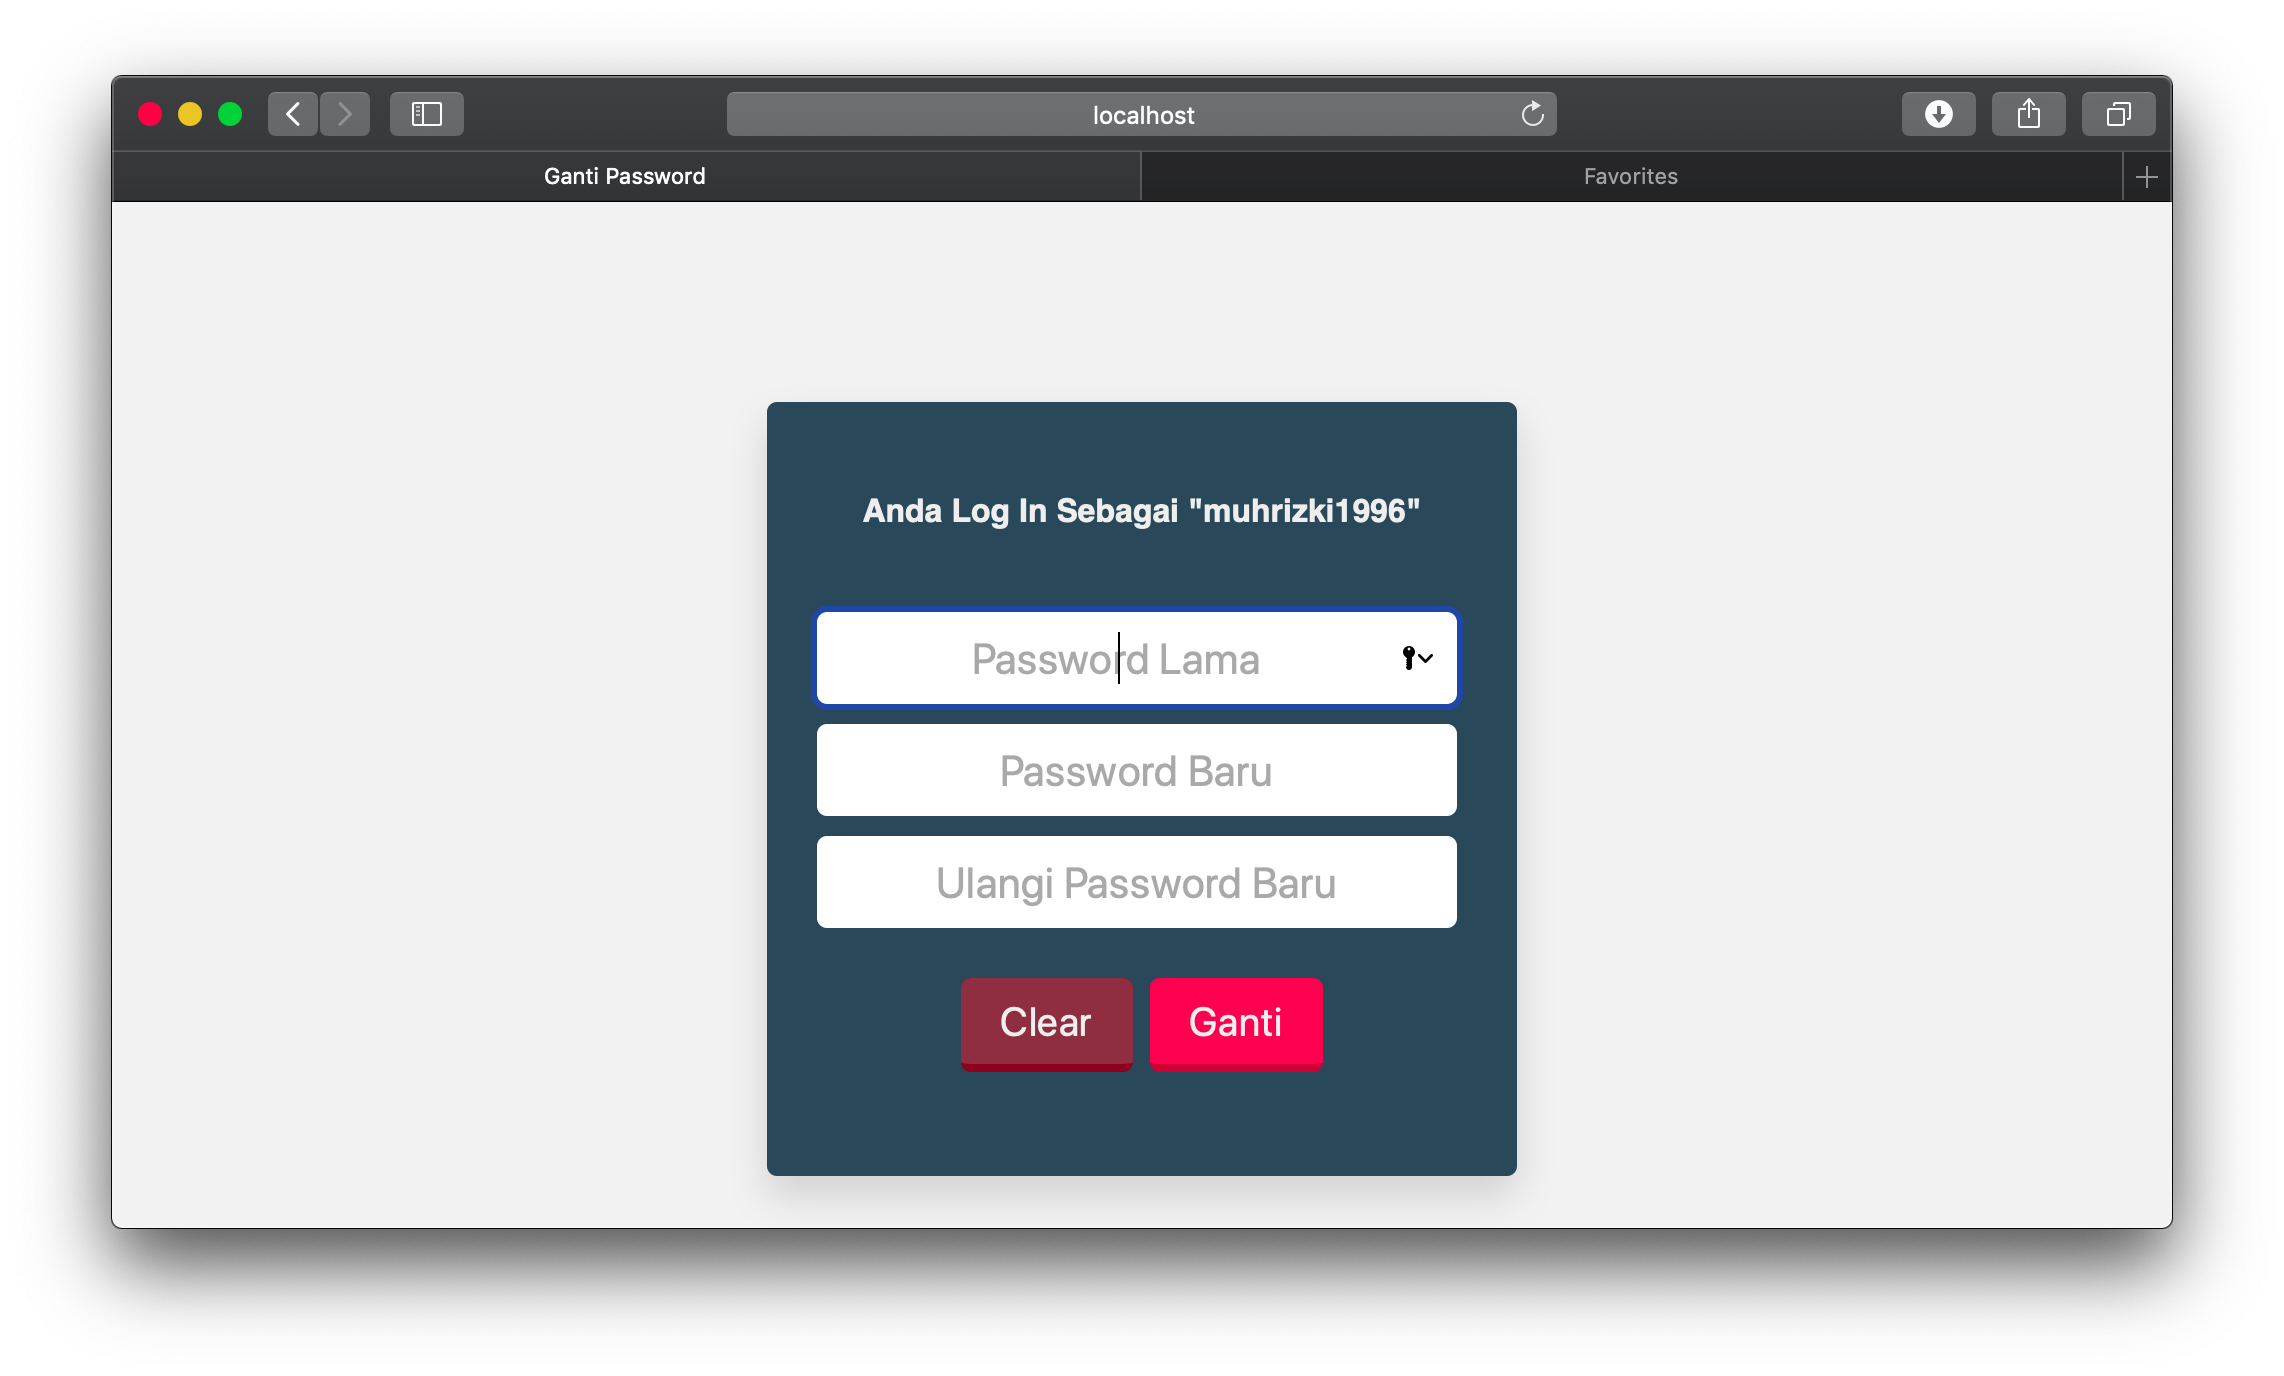 localhost
Ganti Password
Favorites
Anda Log In Sebagai "muhrizki1996"
Password Lama
Password Baru
Ulangi Password Baru
Clear
Ganti